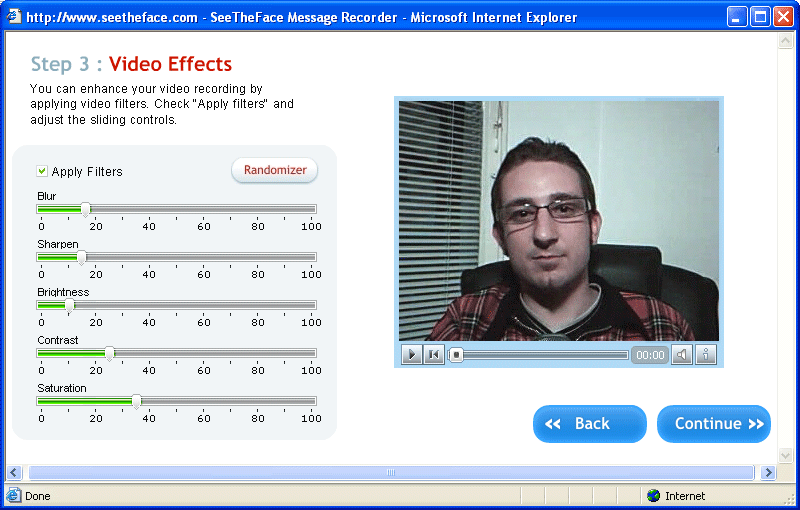 http://www.seetheface.com - SeeTheFace Message Recorder - Microsoft Internet Explorer
Step 3 : Video Effects
You can enhance your video recording by
applying video filters. Check "Apply filters" and
adjust the sliding controls.
Apply Filters
Randomizer
Blur
0 20 40 60 80 100
Sharpen
0 20 40 60 80 100
Brightness
0 20 40 60 80 100
Contrast
0 20 40 60 80 100
Saturation
0 20 40 60 80 100
00:00
<< Back
Continue >>
Done
Internet